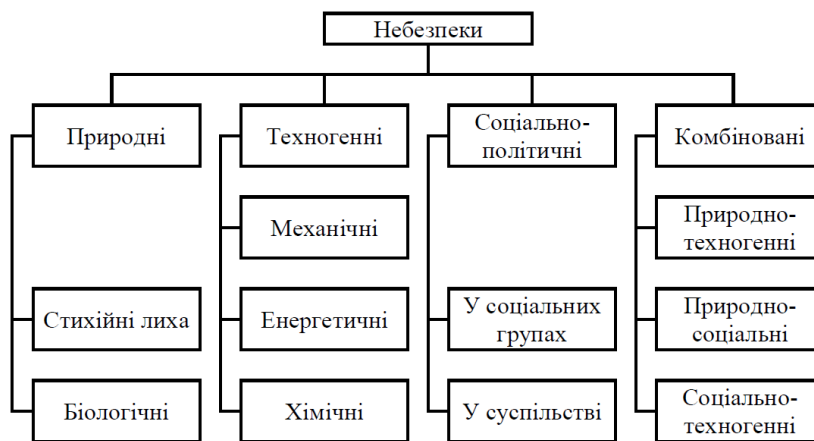 Небезпеки
Природні
Техногенні
Соціально-
політичні
Комбіновані
Механічні
Природно-
техногенні
Стихійні лиха
Енергетичні
У соціальних
групах
Природно-
соціальні
Біологічні
Хімічні
У суспільстві
Соціально-
техногенні